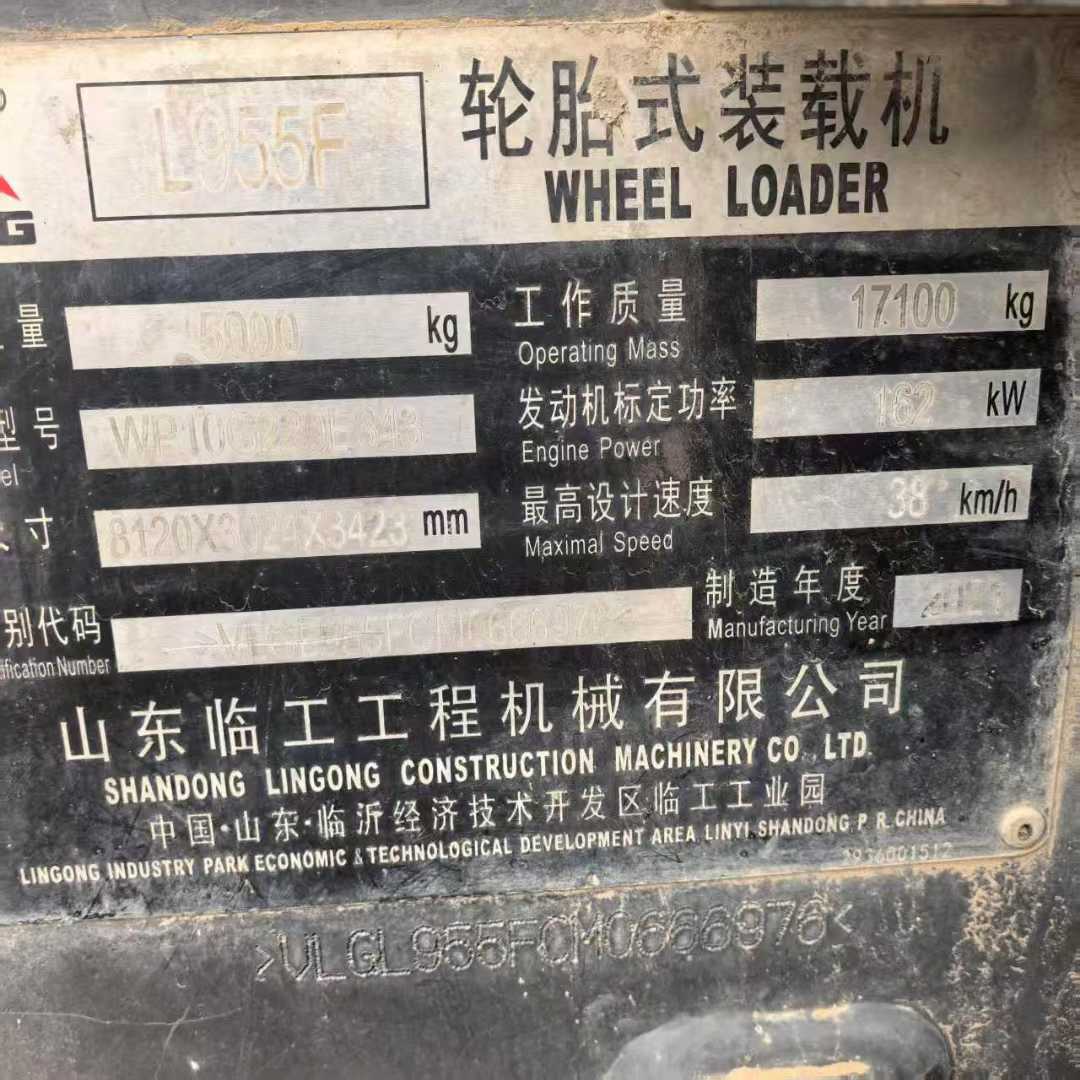 L955F
轮胎式装载机
WHEEL LOADER
G
量 5000 kg
工作质量 17100 kg
Operating Mass
型号
发动机标定功率 162 kW
Engine Power
寸 8120X3024X3423 mm
最高设计速度 38 km/h
Maximal Speed
别代码
Number
制造年度
Manufacturing Year
山东临工工程机械有限公司
SHANDONG LINGONG CONSTRUCTION MACHINERY CO., LTD.
中国·山东·临沂经济技术开发区临工工业园
LINGONG INDUSTRY PARK ECONOMIC & TECHNOLOGICAL DEVELOPMENT AREA LINYI SHANDONG P. R. CHINA
2936001512
>VLGL955FCM0666976<